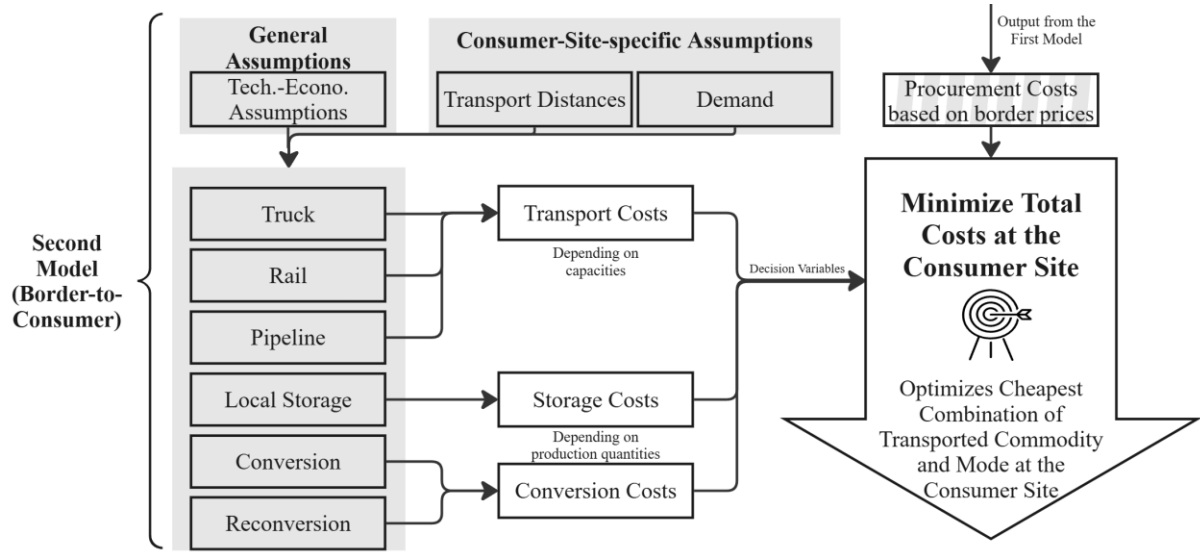 General
Assumptions
Tech.-Econo.
Assumptions
Consumer-Site-specific Assumptions
Transport Distances
Demand
Output from the
First Model
Procurement Costs
based on border prices
Second
Model
(Border-to-
Consumer)
Truck
Rail
Pipeline
Local Storage
Conversion
Reconversion
Transport Costs
Depending on
capacities
Storage Costs
Depending on
production quantities
Conversion Costs
Decision Variables
Minimize Total
Costs at the
Consumer Site
Optimizes Cheapest
Combination of
Transported Commodity
and Mode at the
Consumer Site